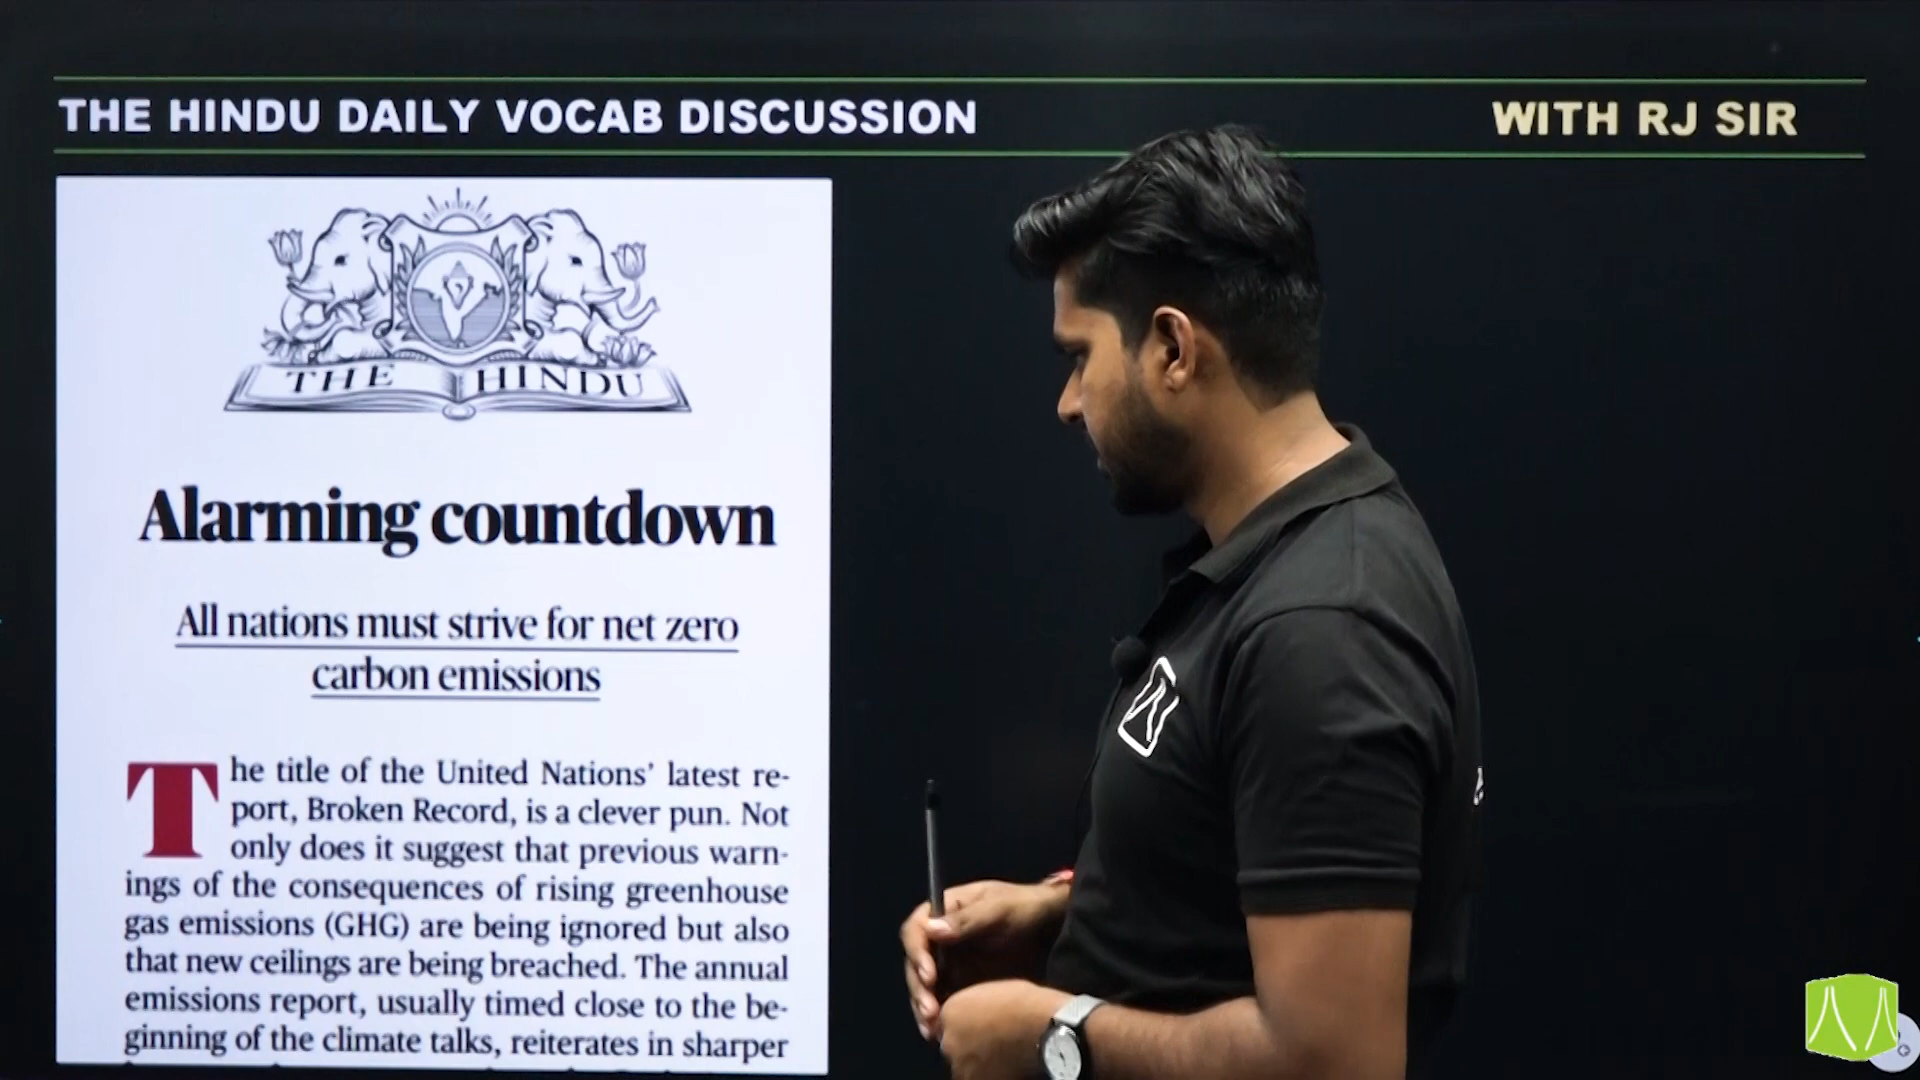 THE HINDU DAILY VOCAB DISCUSSION
WITH RJ SIR
THE HINDU
Alarming countdown
All nations must strive for net zero
carbon emissions
The title of the United Nations’ latest re-
port, Broken Record, is a clever pun. Not
only does it suggest that previous warn-
ings of the consequences of rising greenhouse
gas emissions (GHG) are being ignored but also
that new ceilings are being breached. The annual
emissions report, usually timed close to the be-
ginning of the climate talks, reiterates in sharper